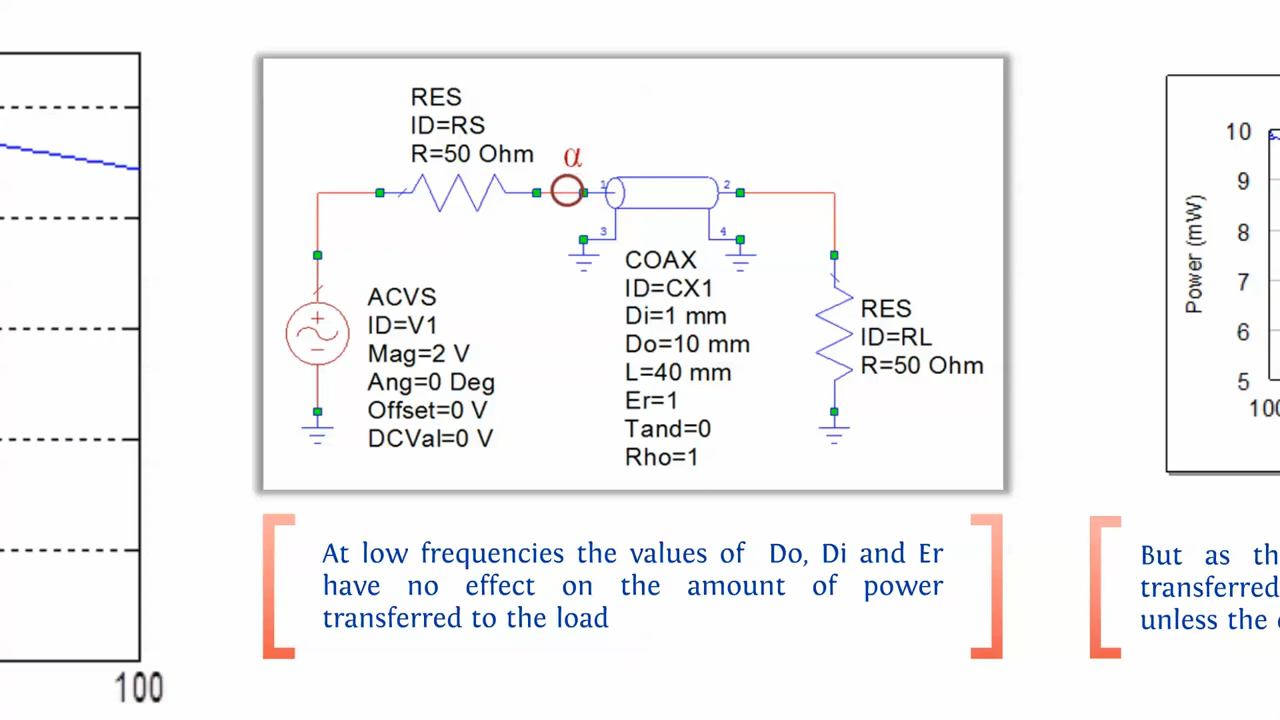 RES
ID=RS
R=50 Ohm
α
1
2
3
4
COAX
ID=CX1
Di=1 mm
Do=10 mm
L=40 mm
Er=1
Tand=0
Rho=1
ACVS
ID=V1
Mag=2 V
Ang=0 Deg
Offset=0 V
DCVal=0 V
RES
ID=RL
R=50 Ohm
At low frequencies the values of Do, Di and Er
have no effect on the amount of power
transferred to the load
100
Power (mW)
10
9
8
7
6
5
100
But as th
transferred
unless the